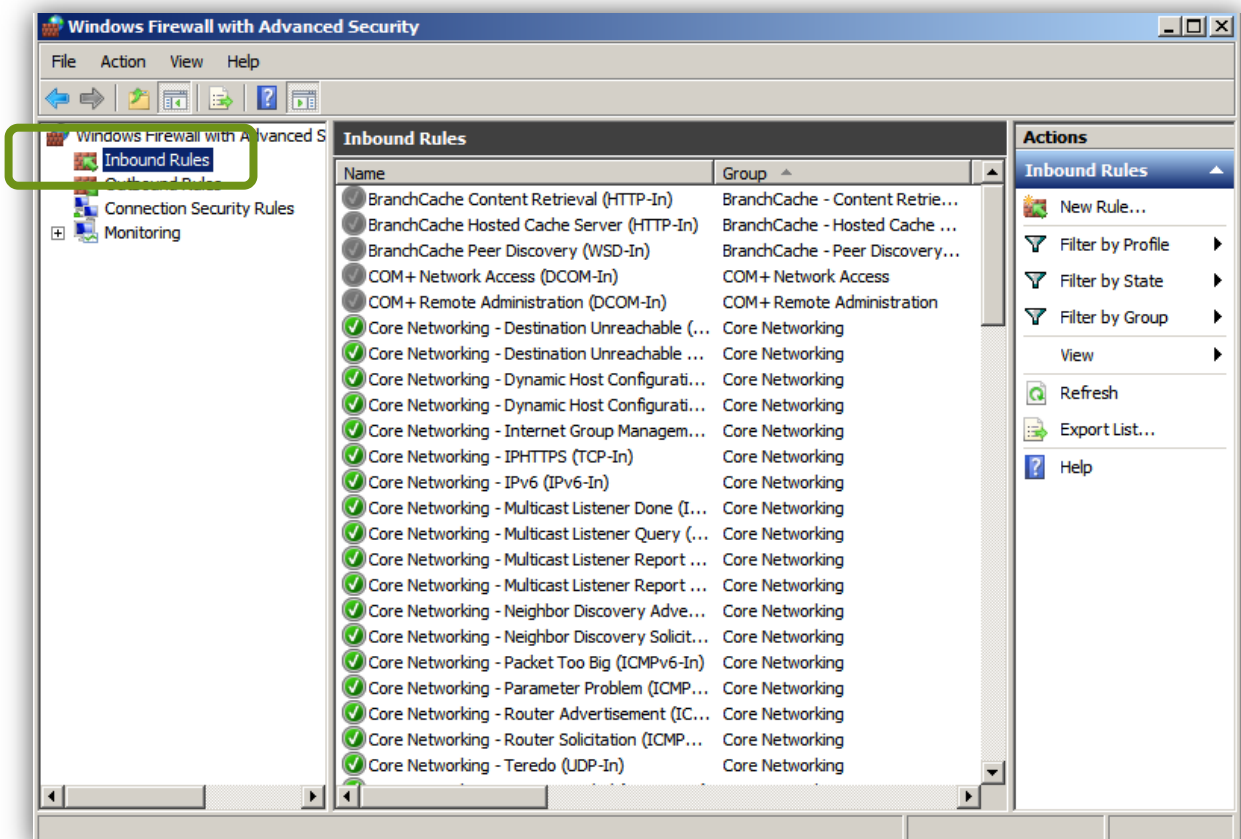 Windows Firewall with Advanced Security
File Action View Help
Windows Firewall with Advanced S
Inbound Rules
Outbound Rules
Connection Security Rules
Monitoring
Inbound Rules
Name Group
BranchCache Content Retrieval (HTTP-In) BranchCache - Content Retrie...
BranchCache Hosted Cache Server (HTTP-In) BranchCache - Hosted Cache ...
BranchCache Peer Discovery (WSD-In) BranchCache - Peer Discovery...
COM+ Network Access (DCOM-In) COM+ Network Access
COM+ Remote Administration (DCOM-In) COM+ Remote Administration
Core Networking - Destination Unreachable (... Core Networking
Core Networking - Destination Unreachable ... Core Networking
Core Networking - Dynamic Host Configurati... Core Networking
Core Networking - Dynamic Host Configurati... Core Networking
Core Networking - Internet Group Managem... Core Networking
Core Networking - IPHTTPS (TCP-In) Core Networking
Core Networking - IPv6 (IPv6-In) Core Networking
Core Networking - Multicast Listener Done (I... Core Networking
Core Networking - Multicast Listener Query (... Core Networking
Core Networking - Multicast Listener Report ... Core Networking
Core Networking - Multicast Listener Report ... Core Networking
Core Networking - Neighbor Discovery Adve... Core Networking
Core Networking - Neighbor Discovery Solicit... Core Networking
Core Networking - Packet Too Big (ICMPv6-In) Core Networking
Core Networking - Parameter Problem (ICMP... Core Networking
Core Networking - Router Advertisement (IC... Core Networking
Core Networking - Router Solicitation (ICMP... Core Networking
Core Networking - Teredo (UDP-In) Core Networking
Actions
Inbound Rules
New Rule...
Filter by Profile
Filter by State
Filter by Group
View
Refresh
Export List...
Help